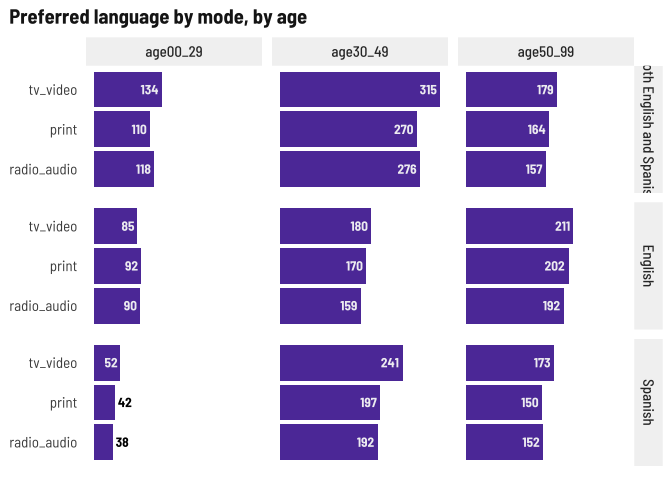 Preferred language by mode, by age
age00_29 age30_49 age50_99
tv_video 134 315 179
print 110 270 164
radio_audio 118 276 157
oth English and Spanis
tv_video 85 180 211
print 92 170 202
radio_audio 90 159 192
English
tv_video 52 241 173
print 42 197 150
radio_audio 38 192 152
Spanish